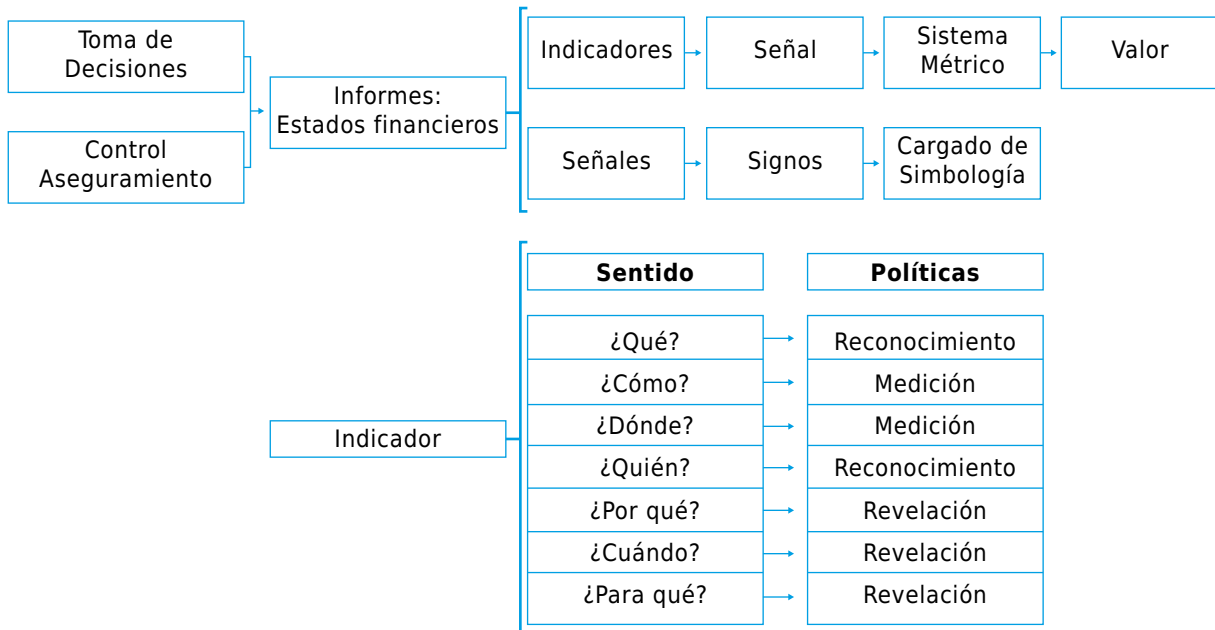 Toma de
Decisiones
Control
Aseguramiento
Informes:
Estados financieros
Indicadores
Señal
Sistema
Métrico
Valor
Señales
Signos
Cargado de
Simbología
Indicador
Sentido
Políticas
¿Qué?
Reconocimiento
¿Cómo?
Medición
¿Dónde?
Medición
¿Quién?
Reconocimiento
¿Por qué?
Revelación
¿Cuándo?
Revelación
¿Para qué?
Revelación